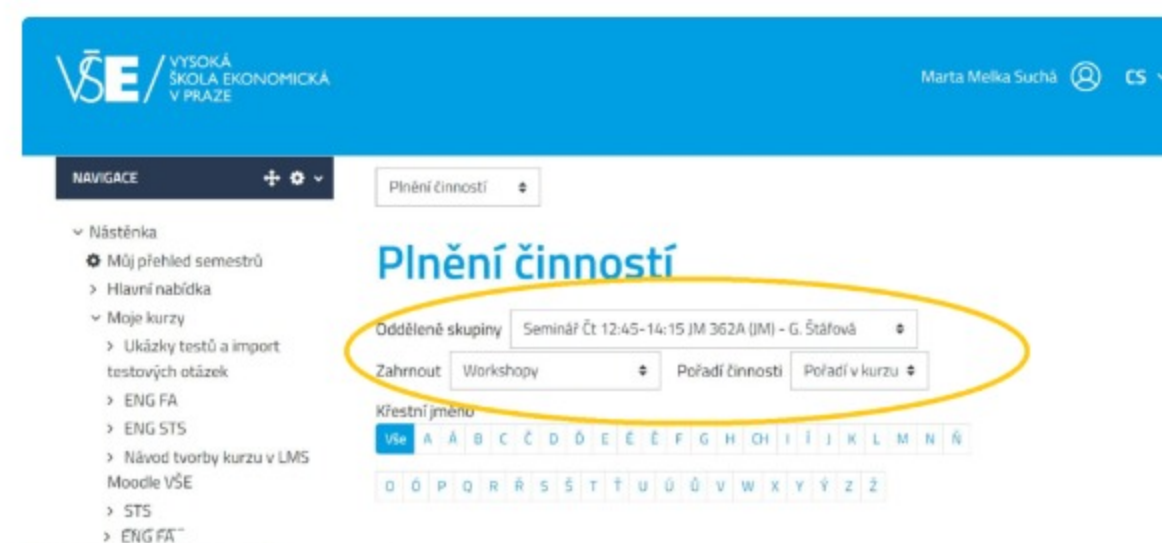 VŠE / VYSOKÁ
ŠKOLA EKONOMICKÁ
V PRAZE
Marta Melka Suchá
CS
NAVIGACE
Nástěnka
Můj přehled semestrů
Hlavní nabídka
Moje kurzy
Ukázky testů a import
testových otázek
ENG FA
ENG STS
Návod tvorby kurzu v LMS
Moodle VŠE
STS
ENG FA
Plnění činností
Plnění činností
Oddělené skupiny Seminář Čt 12:45-14:15 JM 362A (JM) - G. Štáfová
Zahrnout Workshopy Pořadí činnosti Pořadí v kurzu
Křestní jméno
Vše A Á B C Č D Ď E É Ě F G H CH I Í J K L M N Ň
O Ó P Q R Ř S Š T Ť U Ú Ů V W X Y Ý Z Ž